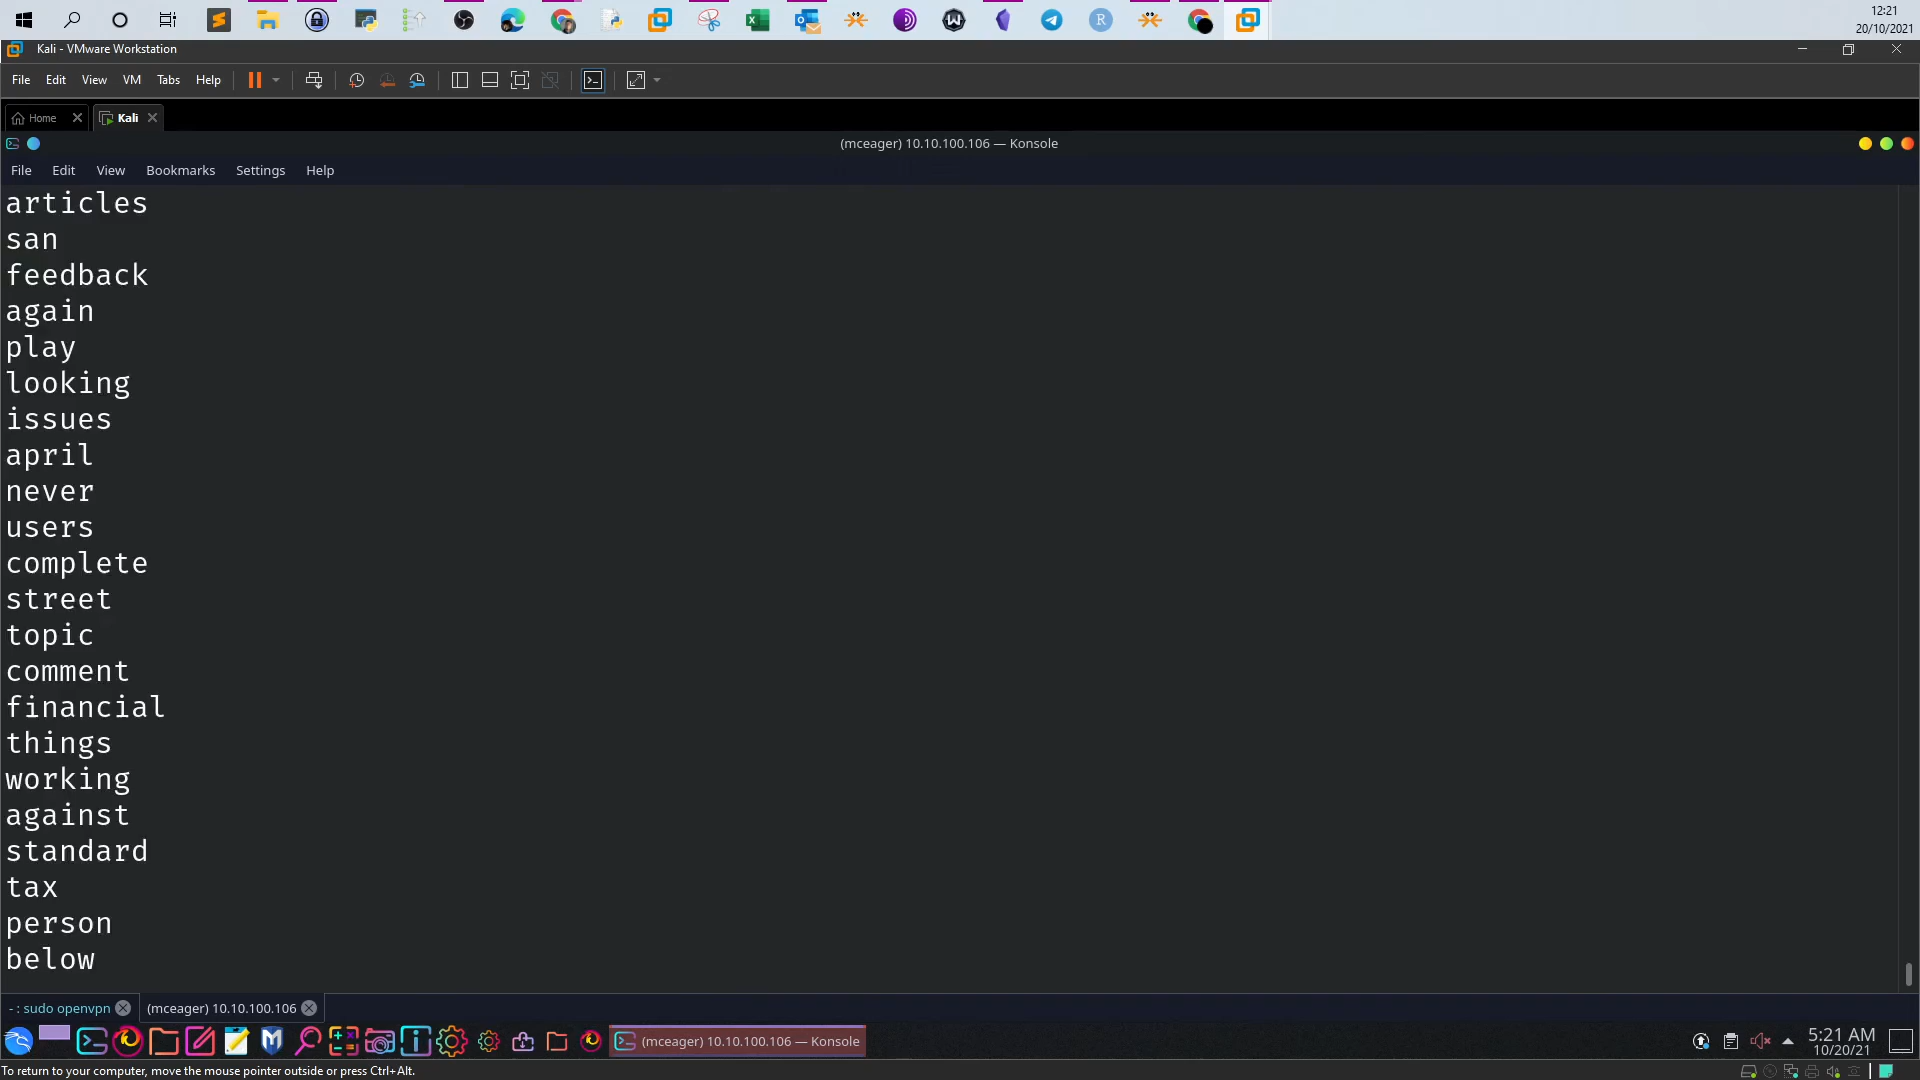 12:21
20/10/2021
Kali - VMware Workstation
File Edit View VM Tabs Help
Home Kali
(mceager) 10.10.100.106 — Konsole
File Edit View Bookmarks Settings Help
articles
san
feedback
again
play
looking
issues
april
never
users
complete
street
topic
comment
financial
things
working
against
standard
tax
person
below
- : sudo openvpn (mceager) 10.10.100.106
(mceager) 10.10.100.106 — Konsole
5:21 AM
10/20/21
To return to your computer, move the mouse pointer outside or press Ctrl+Alt.